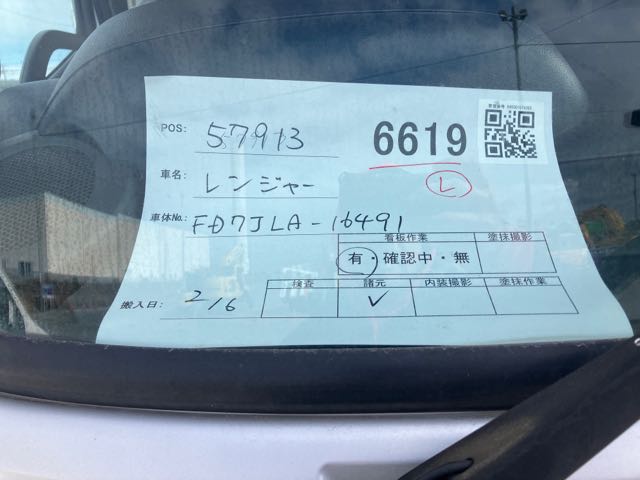 POS: 57913
6619
車名: レンジャー
L
車体No.: FD7JLA-16491
看板作業 塗抹撮影
有・確認中・無
搬入日: 2/6
検査 諸元 内装撮影 塗抹作業
✓